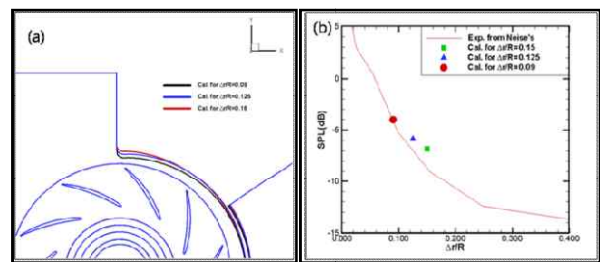 (a)
Y
X
Cal. for Δr/R=0.09
Cal. for Δr/R=0.125
Cal. for Δr/R=0.15
(b)
Exp. from Neise's
Cal. for Δr/R=0.15
Cal. for Δr/R=0.125
Cal. for Δr/R=0.09
SPL(dB)
5
0
-5
-10
-15
0.000 0.100 0.200 0.300 0.400
Δr/R